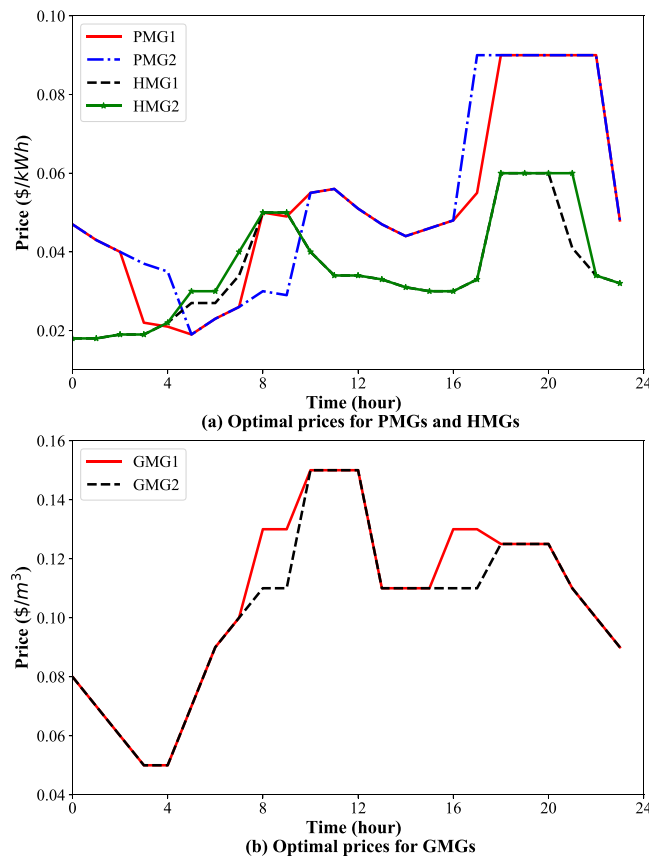 0.10
0.08
0.06
0.04
0.02
Price ($/kWh)
PMG1
PMG2
HMG1
HMG2
0 4 8 12 16 20 24
Time (hour)
(a) Optimal prices for PMGs and HMGs
0.16
0.14
0.12
0.10
0.08
0.06
0.04
Price ($/m³)
GMG1
GMG2
0 4 8 12 16 20 24
Time (hour)
(b) Optimal prices for GMGs